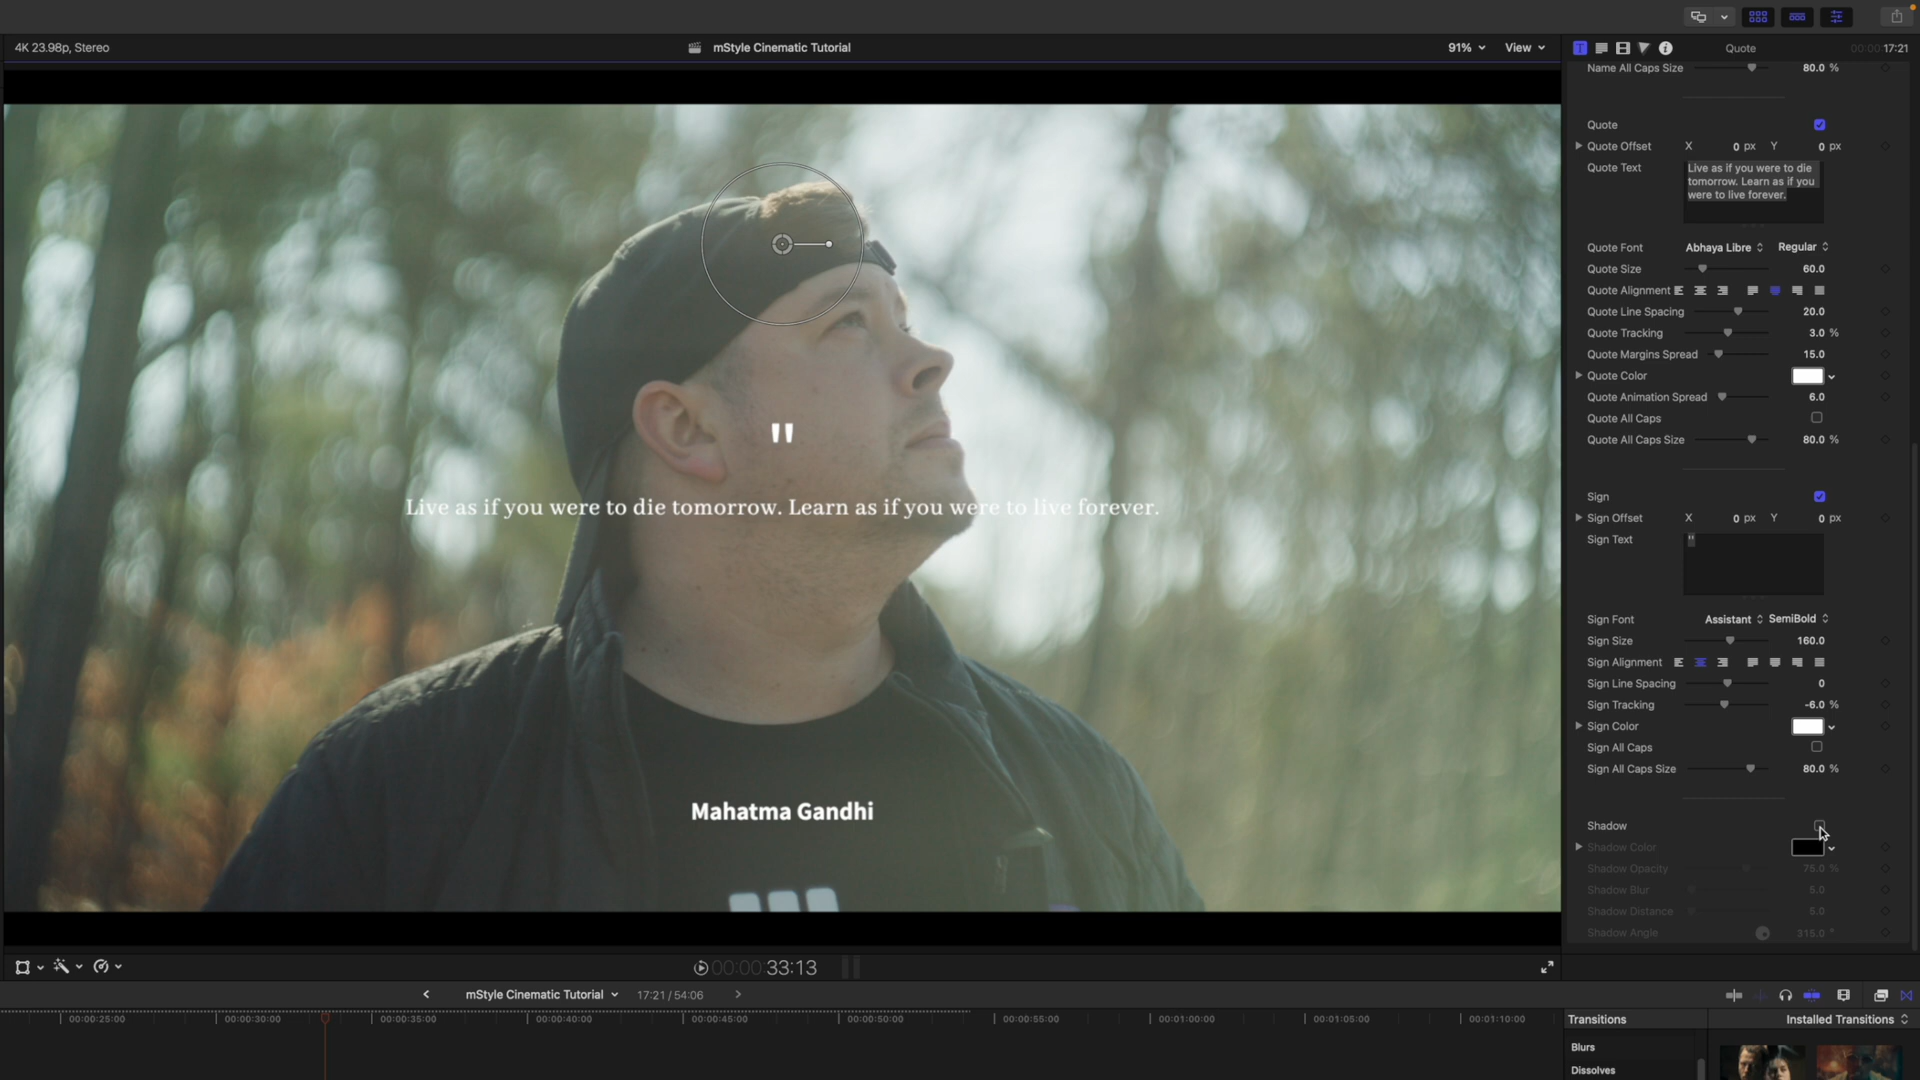 4K 23.98p, Stereo
mStyle Cinematic Tutorial
91%
View
Quote
00:00:17:21
Name All Caps Size 80.0 %
Quote
Quote Offset X 0 px Y 0 px
Quote Text
Live as if you were to die
tomorrow. Learn as if you
were to live forever.
Quote Font Abhaya Libre Regular
Quote Size 60.0
Quote Alignment
Quote Line Spacing 20.0
Quote Tracking 3.0 %
Quote Margins Spread 15.0
Quote Color
Quote Animation Spread 6.0
Quote All Caps
Quote All Caps Size 80.0 %
Sign
Sign Offset X 0 px Y 0 px
Sign Text "
Sign Font Assistant SemiBold
Sign Size 160.0
Sign Alignment
Sign Line Spacing 0
Sign Tracking -6.0 %
Sign Color
Sign All Caps
Sign All Caps Size 80.0 %
Shadow
Shadow Color
Shadow Opacity 75.0 %
Shadow Blur 5.0
Shadow Distance 5.0
Shadow Angle 315.0 °
"
Live as if you were to die tomorrow. Learn as if you were to live forever.
Mahatma Gandhi
00:00:33:13
mStyle Cinematic Tutorial
17:21 / 54:06
00:00:25:00
00:00:30:00
00:00:35:00
00:00:40:00
00:00:45:00
00:00:50:00
00:00:55:00
00:01:00:00
00:01:05:00
00:01:10:00
Transitions
Installed Transitions
Blurs
Dissolves